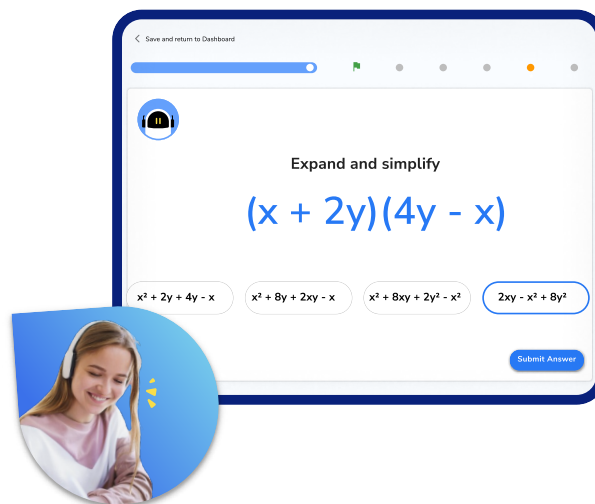 Save and return to Dashboard
Expand and simplify
(x + 2y)(4y - x)
x² + 2y + 4y - x
x² + 8y + 2xy - x
x² + 8xy + 2y² - x²
2xy - x² + 8y²
Submit Answer